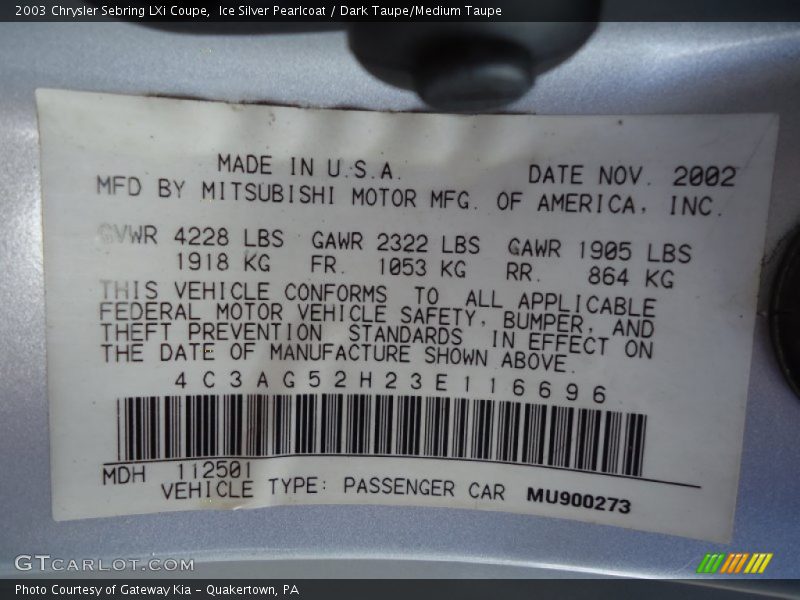 2003 Chrysler Sebring LXi Coupe,  Ice Silver Pearlcoat / Dark Taupe/Medium Taupe
MADE IN U.S.A. DATE NOV. 2002
MFD BY MITSUBISHI MOTOR MFG. OF AMERICA, INC.
GVWR 4228 LBS GAWR 2322 LBS GAWR 1905 LBS
1918 KG FR. 1053 KG RR. 864 KG
THIS VEHICLE CONFORMS TO ALL APPLICABLE
FEDERAL MOTOR VEHICLE SAFETY, BUMPER, AND
THEFT PREVENTION STANDARDS IN EFFECT ON
THE DATE OF MANUFACTURE SHOWN ABOVE.
4C3AG52H23E116696
MDH 112501
VEHICLE TYPE: PASSENGER CAR MU900273
GTCARLOT.COM
Photo Courtesy of Gateway Kia - Quakertown, PA